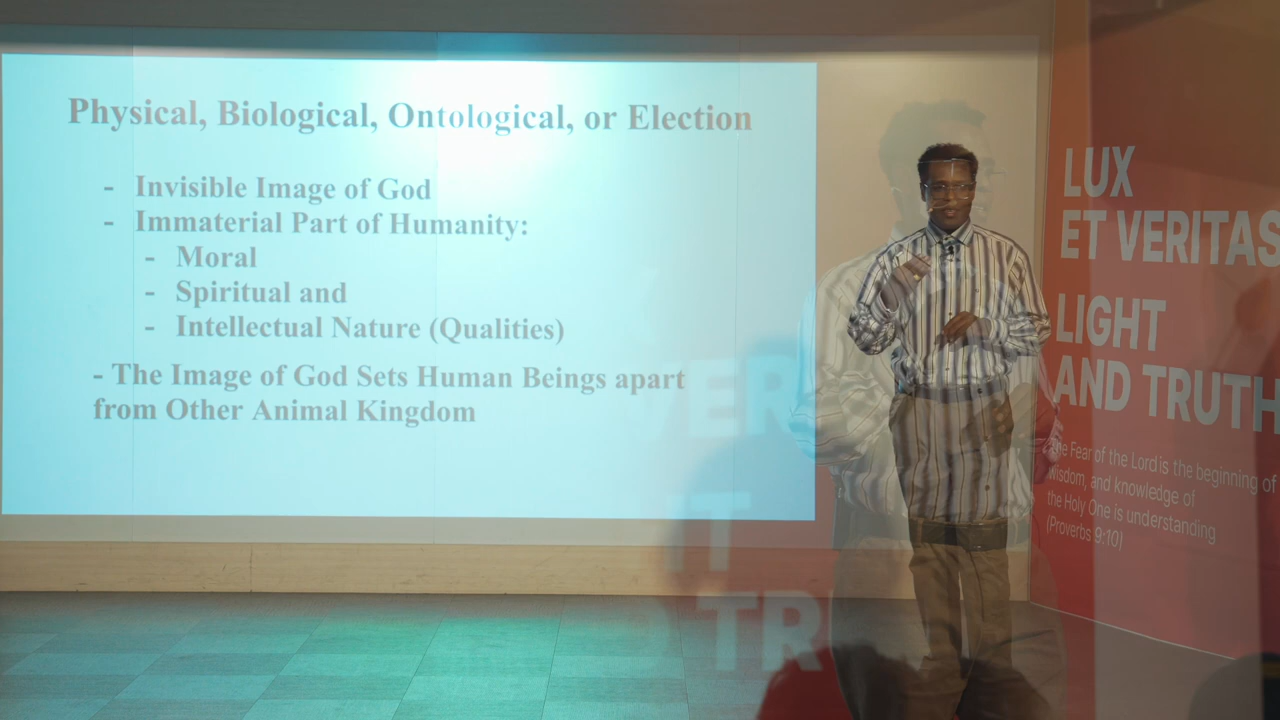 Physical, Biological, Ontological, or Election
- Invisible Image of God
- Immaterial Part of Humanity:
- Moral
- Spiritual and
- Intellectual Nature (Qualities)
- The Image of God Sets Human Beings apart
from Other Animal Kingdom
LUX
ET VERITAS
LIGHT
AND TRUTH
The Fear of the Lord is the beginning of
wisdom, and knowledge of
the Holy One is understanding
(Proverbs 9:10)
VER
IT
TR